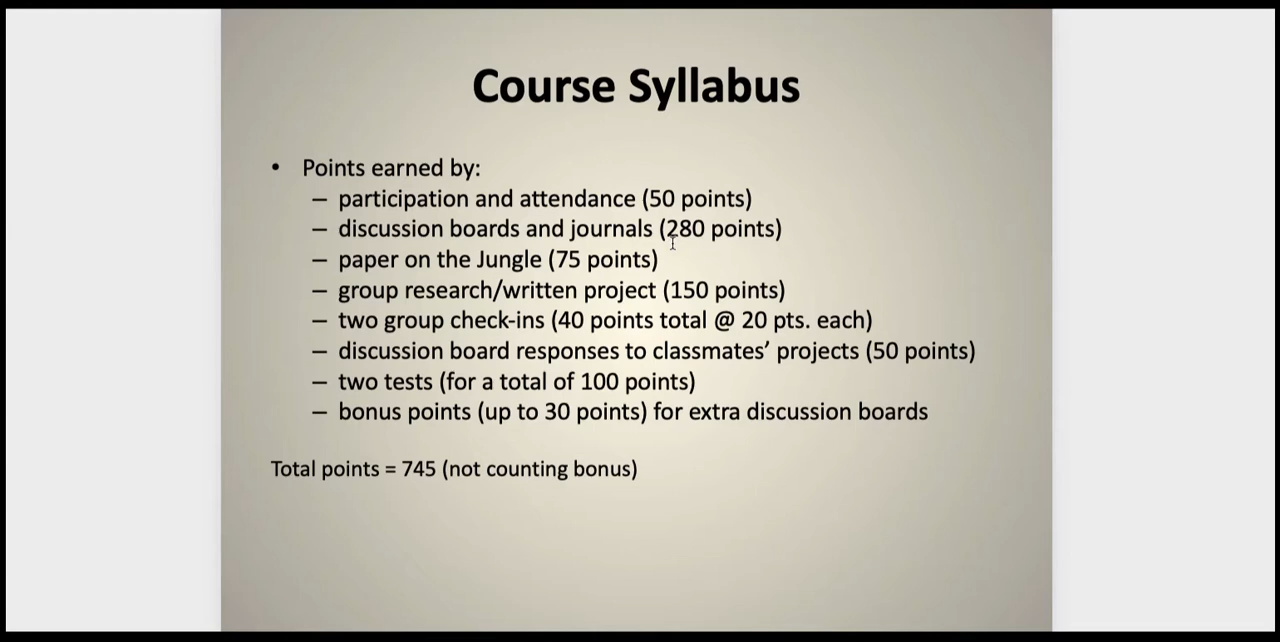 Course Syllabus
• Points earned by:
– participation and attendance (50 points)
– discussion boards and journals (280 points)
– paper on the Jungle (75 points)
– group research/written project (150 points)
– two group check-ins (40 points total @ 20 pts. each)
– discussion board responses to classmates’ projects (50 points)
– two tests (for a total of 100 points)
– bonus points (up to 30 points) for extra discussion boards
Total points = 745 (not counting bonus)